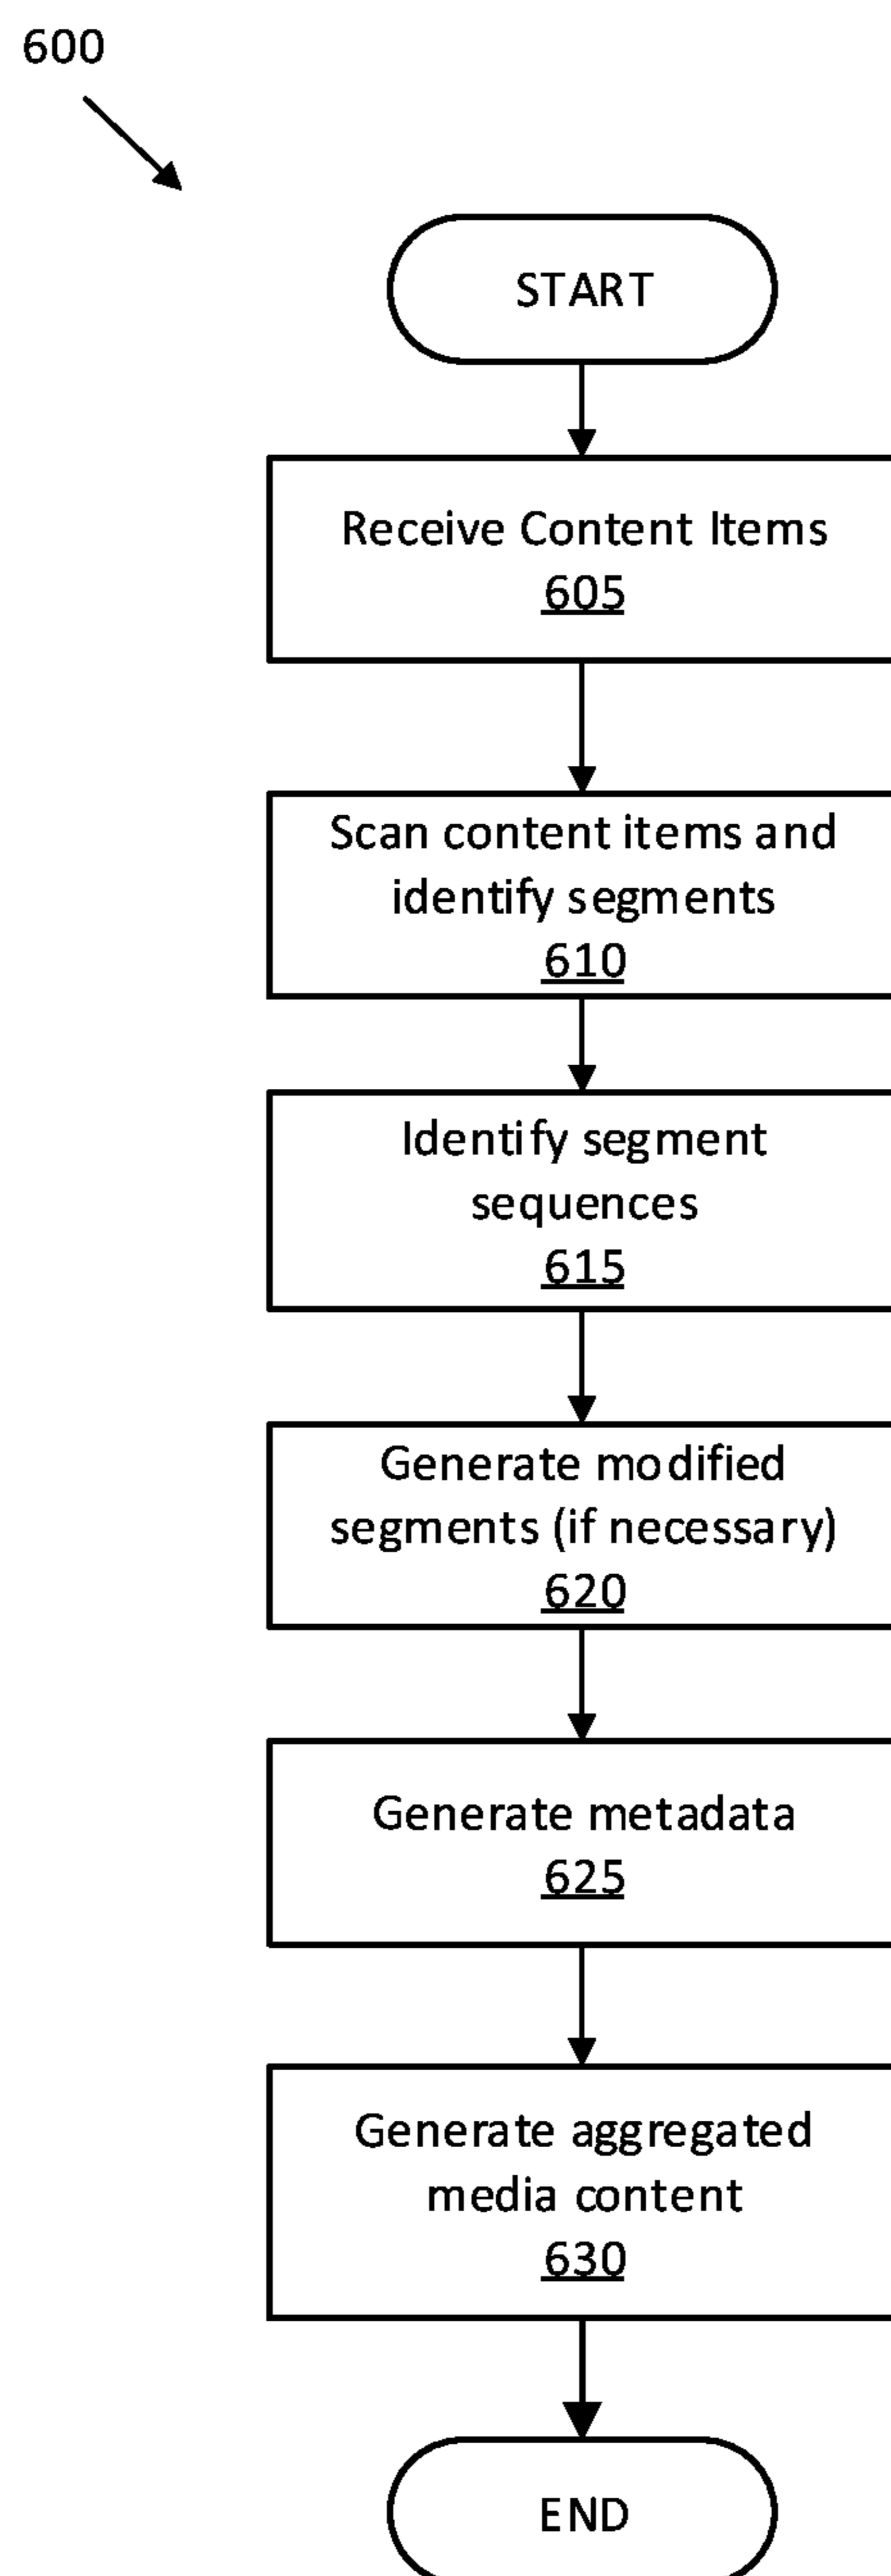 600
START
Receive Content Items
605
Scan content items and
identify segments
610
Identify segment
sequences
615
Generate modified
segments (if necessary)
620
Generate metadata
625
Generate aggregated
media content
630
END